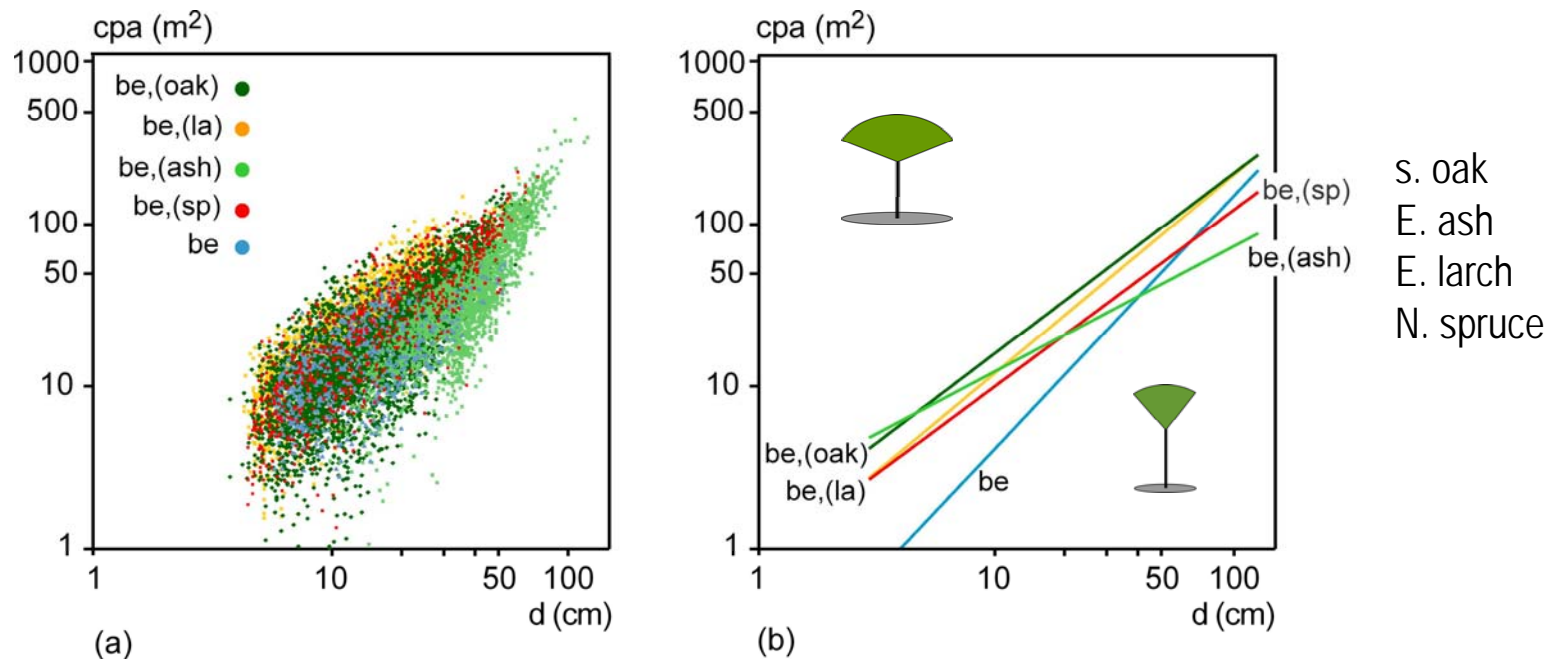 cpa (m²)
1000
500
100
50
10
1
be,(oak)
be,(la)
be,(ash)
be,(sp)
be
1
10
50
100
d (cm)
(a)
cpa (m²)
1000
500
100
50
10
1
be,(sp)
be,(ash)
be,(oak)
be,(la)
be
1
10
50
100
d (cm)
(b)
s. oak
E. ash
E. larch
N. spruce